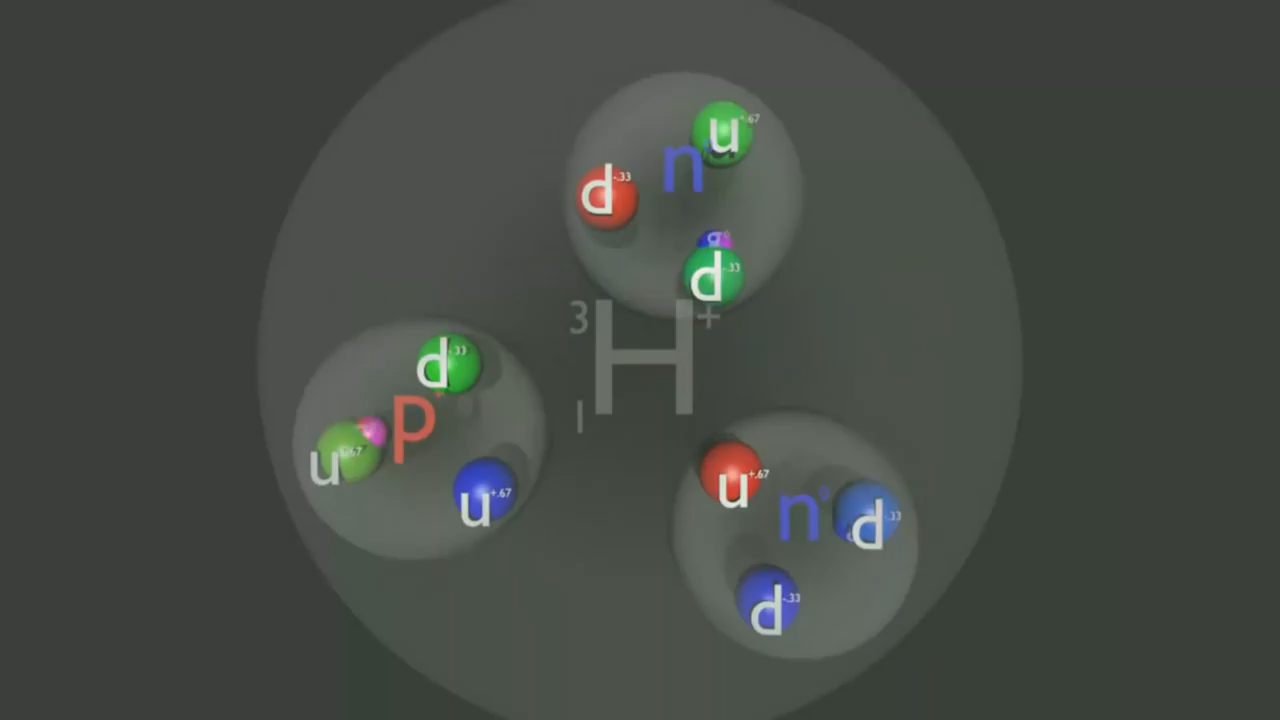 u +.67
n°
d -.33
d -.33
3 H +
1
d -.33
p+
u +.67
u +.67
u +.67
n°
d -.33
d -.33